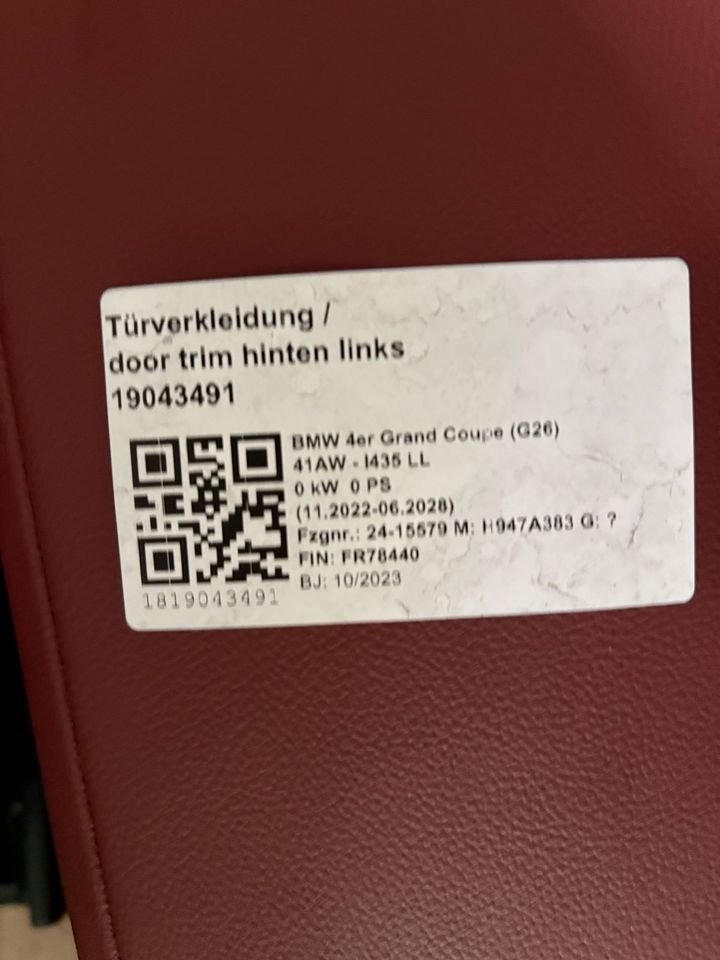 Türverkleidung /
door trim hinten links
19043491
BMW 4er Grand Coupe (G26)
41AW - I435 LL
0 kW 0 PS
(11.2022-06.2028)
Fzgnr.: 24-15579 M: H947A383 G: ?
FIN: FR78440
BJ: 10/2023
1819043491